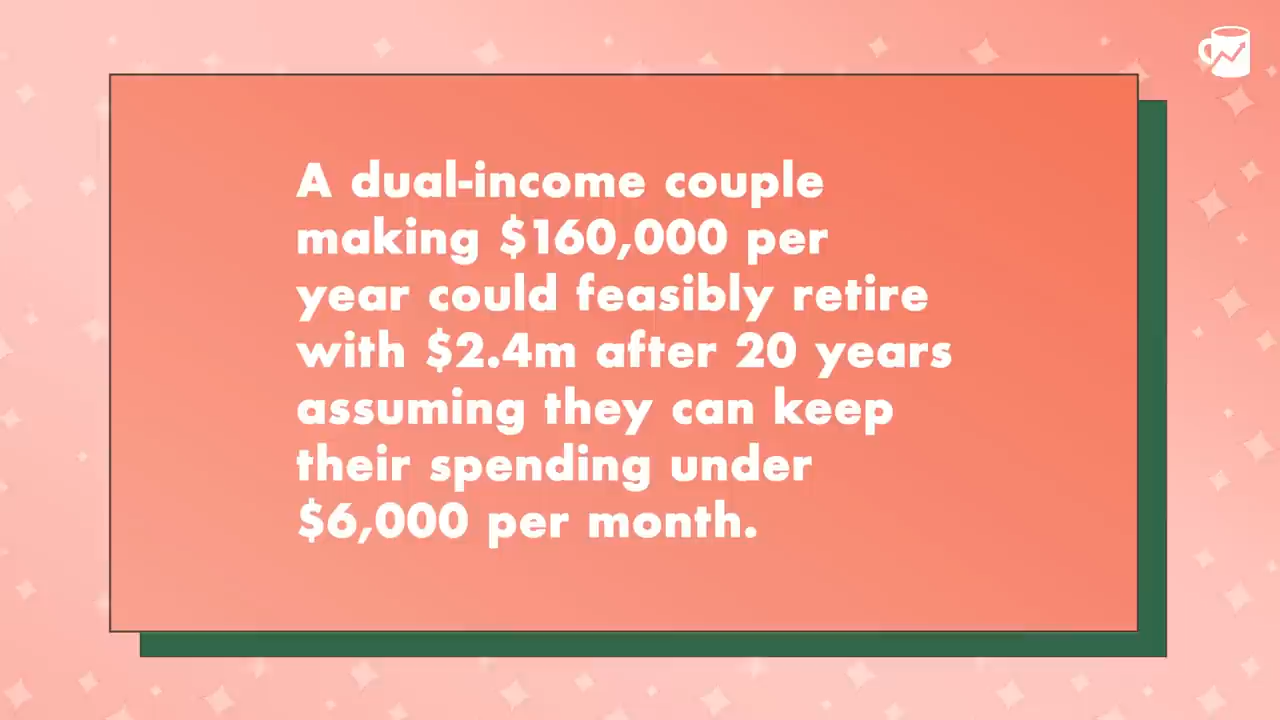 A dual-income couple
making $160,000 per
year could feasibly retire
with $2.4m after 20 years
assuming they can keep
their spending under
$6,000 per month.